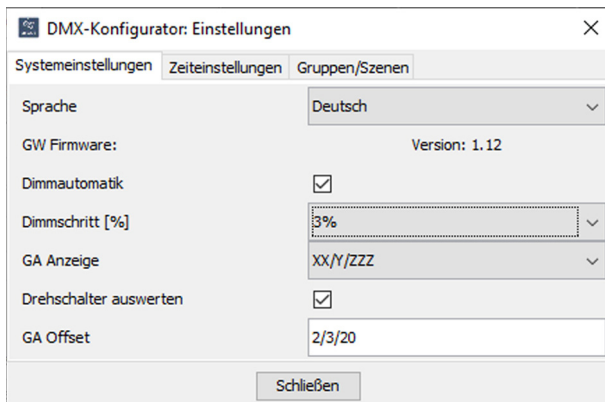 DMX-Konfigurator: Einstellungen
Systemeinstellungen Zeiteinstellungen Gruppen/Szenen
Sprache Deutsch
GW Firmware: Version: 1.12
Dimmautomatik
Dimmschritt [%] 3%
GA Anzeige XX/Y/ZZZ
Drehschalter auswerten
GA Offset 2/3/20
Schließen